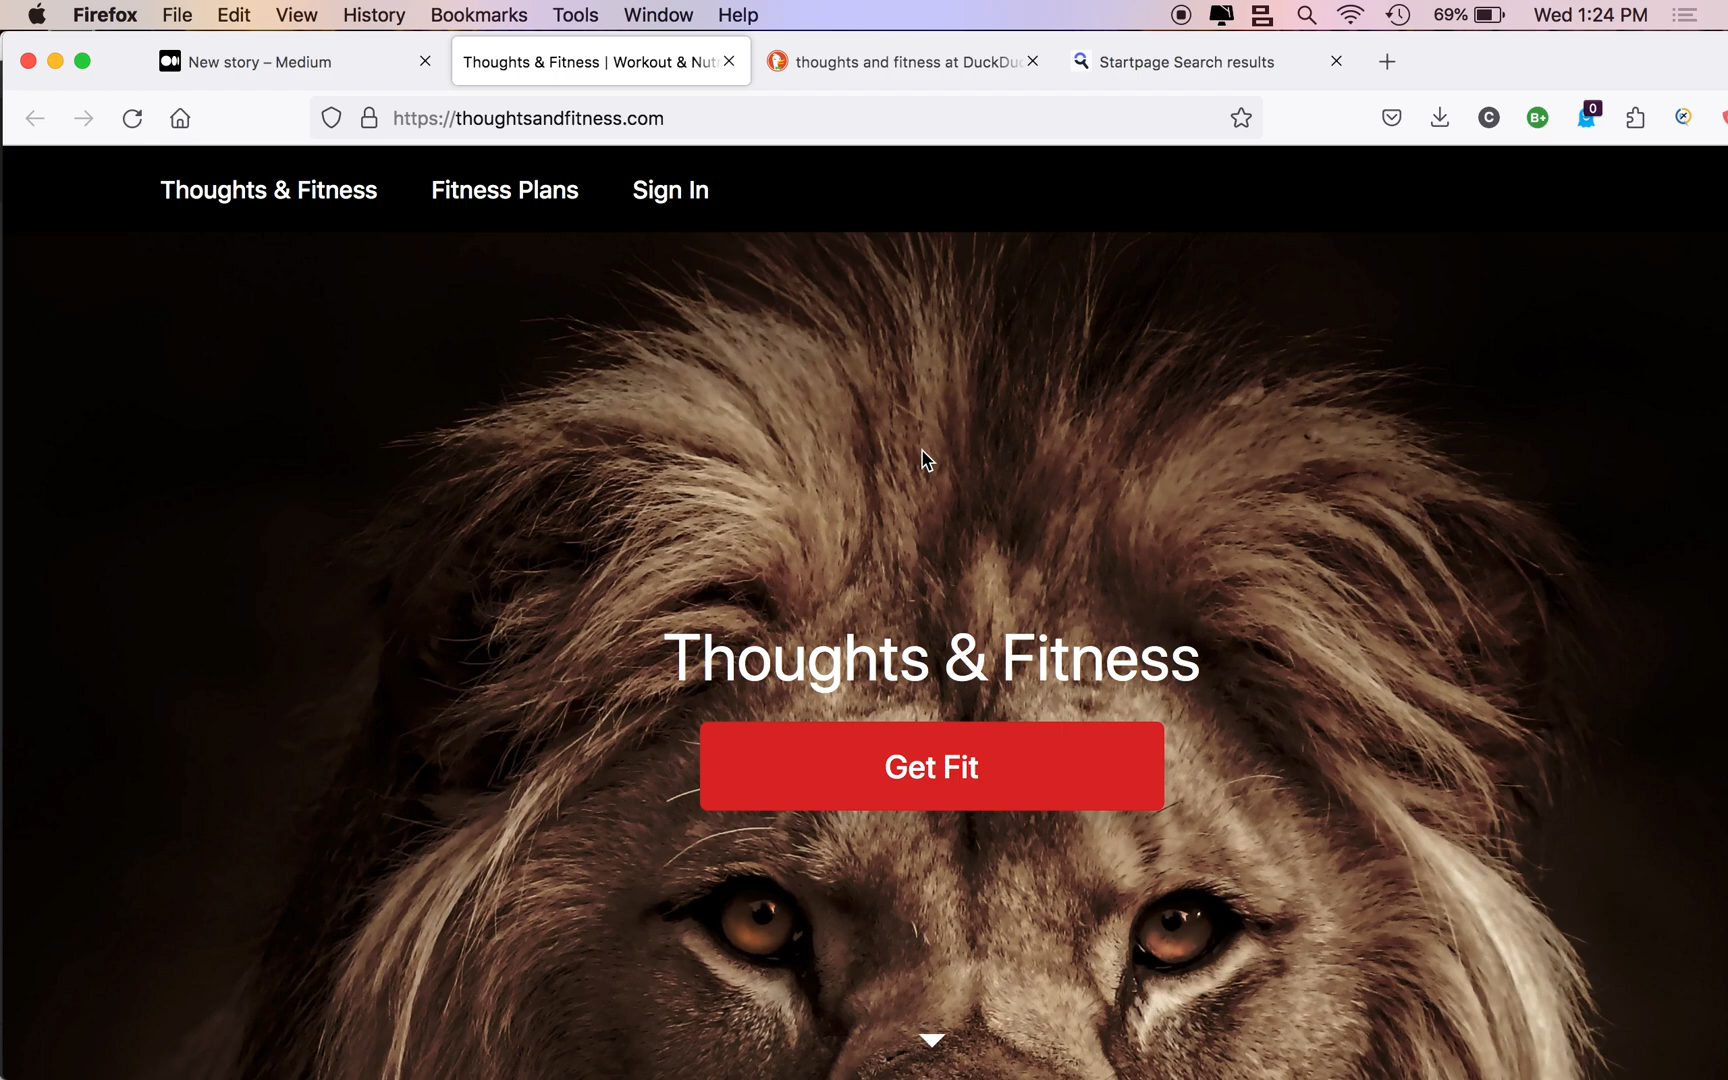 Firefox File Edit View History Bookmarks Tools Window Help 69% Wed 1:24 PM
New story – Medium Thoughts & Fitness | Workout & Nut thoughts and fitness at DuckDu Startpage Search results
https://thoughtsandfitness.com C B+ 0
Thoughts & Fitness Fitness Plans Sign In
Thoughts & Fitness
Get Fit